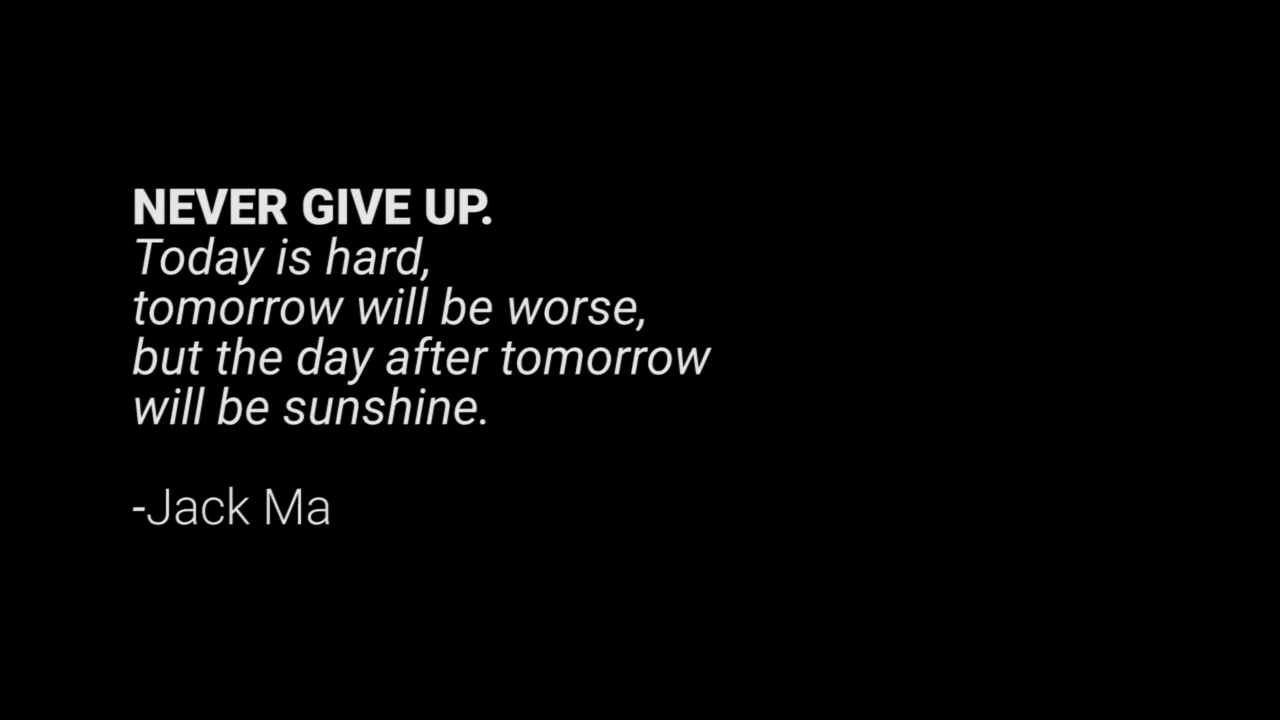 NEVER GIVE UP.
Today is hard,
tomorrow will be worse,
but the day after tomorrow
will be sunshine.
-Jack Ma